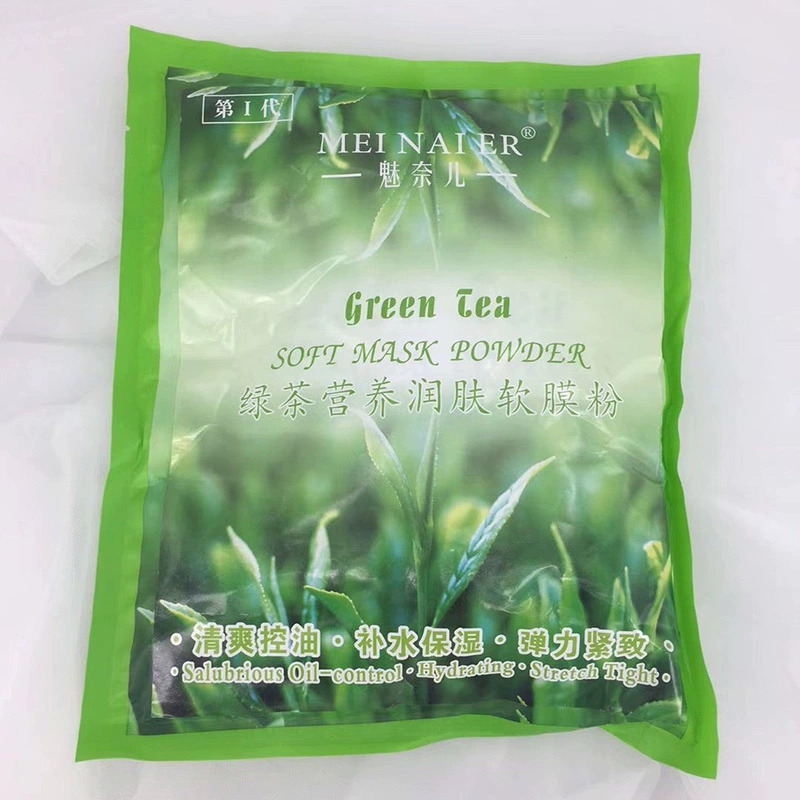 第I代
MEI NAI ER®
魅奈儿
Green Tea
SOFT MASK POWDER
绿茶营养润肤软膜粉
·清爽控油·补水保湿·弹力紧致·
·Salubrious Oil-control·Hydrating·Stretch Tight·